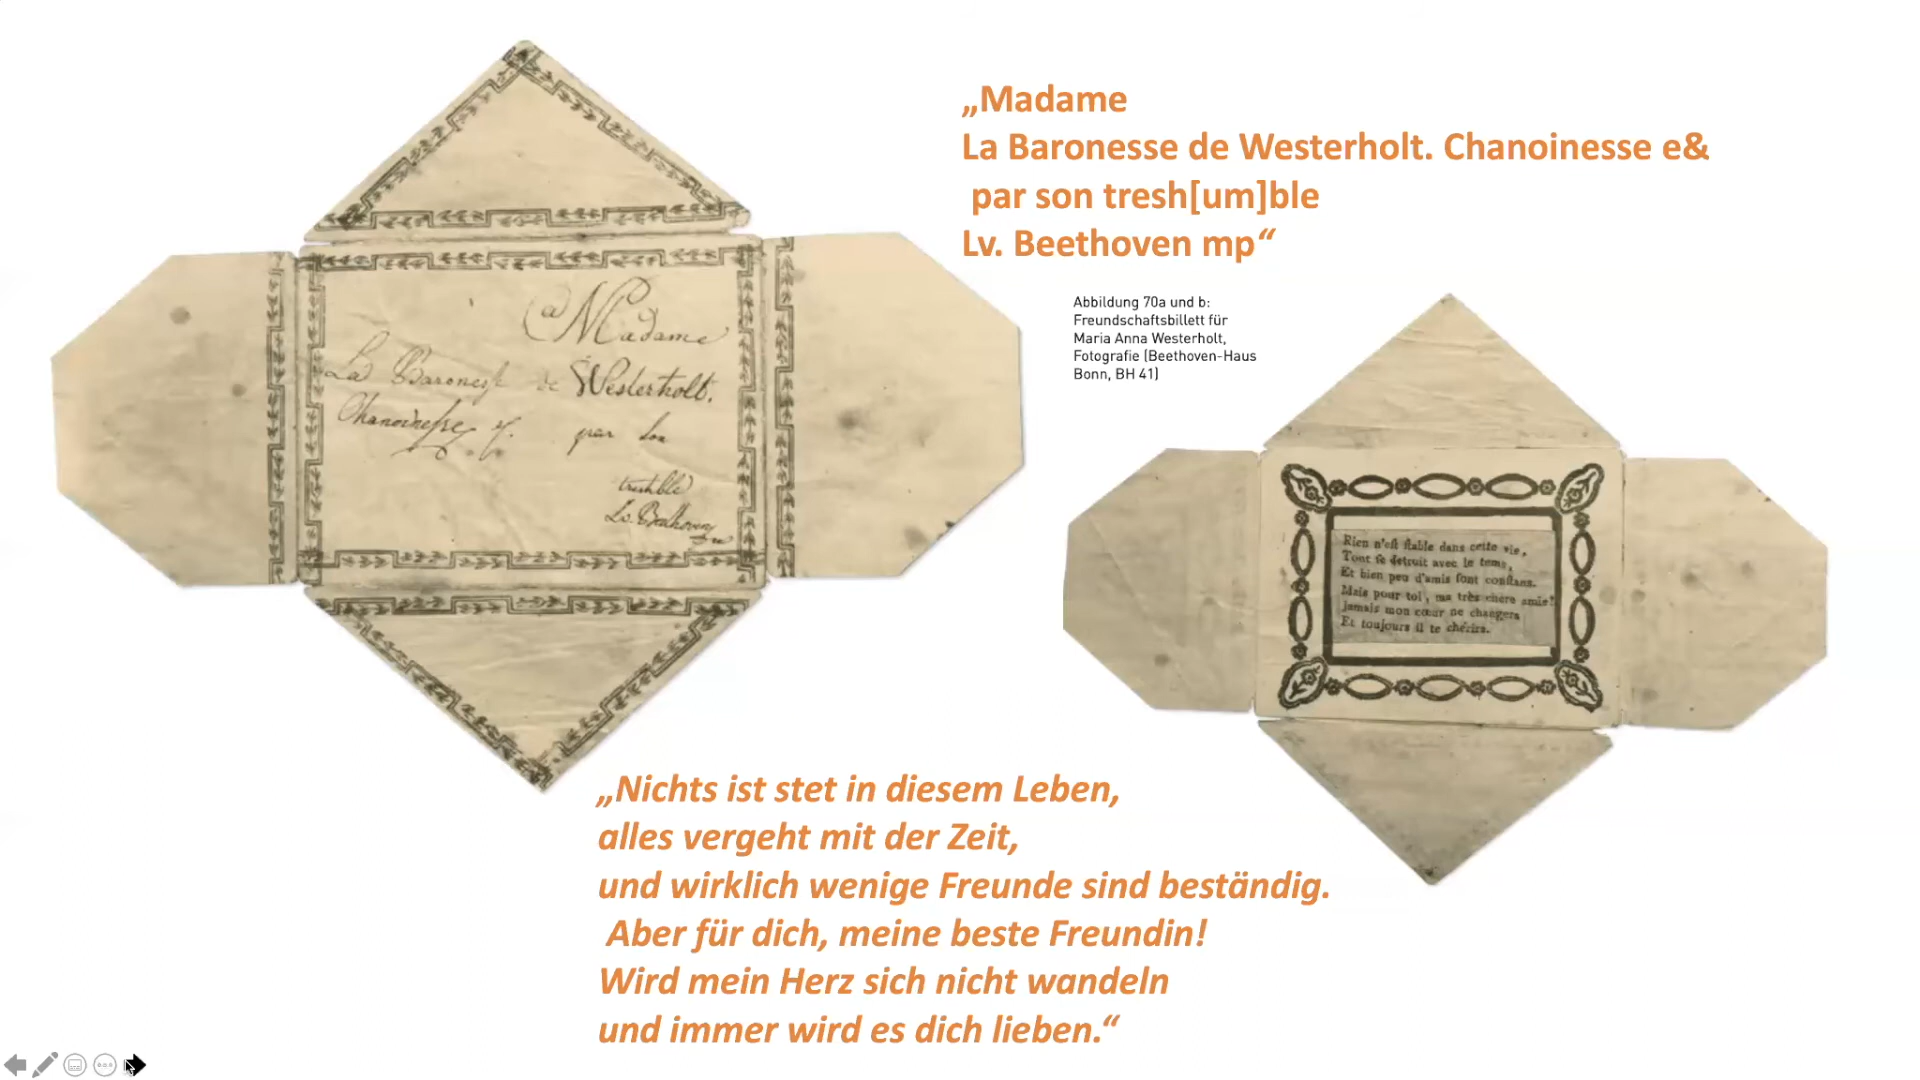 „Madame
La Baronesse de Westerholt. Chanoinesse e&
par son tresh[um]ble
Lv. Beethoven mp“
Abbildung 70a und b:
Freundschaftsbillett für
Maria Anna Westerholt,
Fotografie (Beethoven-Haus
Bonn, BH 41)
a Madame
La Baronesse de Westerholt.
Chanoinesse par son
treshble
Lv. Beethoven
Rien n'eſt ſtable dans cette vie,
Tout ſe detruit avec le tems,
Et bien peu d'amis ſont conſtans.
Mais pour toi, ma très chère amie!
jamais mon cœur ne changera
Et toujours il te chérira.
„Nichts ist stet in diesem Leben,
alles vergeht mit der Zeit,
und wirklich wenige Freunde sind beständig.
Aber für dich, meine beste Freundin!
Wird mein Herz sich nicht wandeln
und immer wird es dich lieben.“